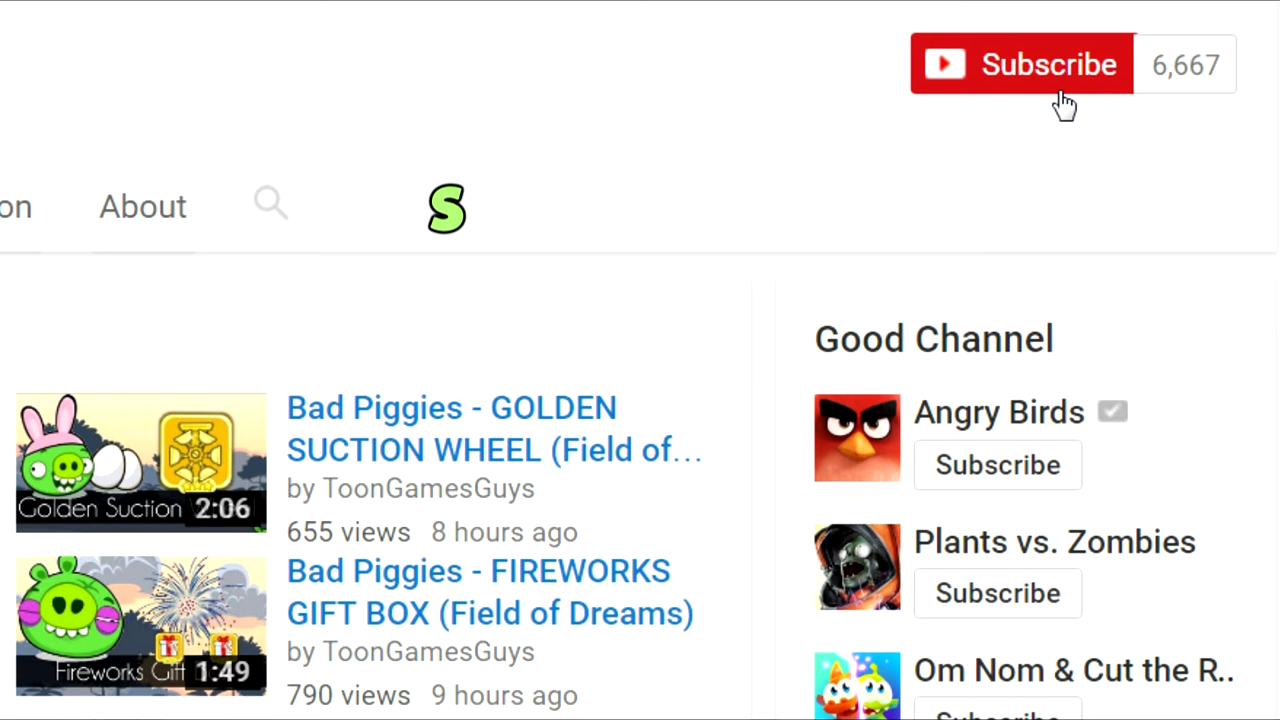 Subscribe 6,667
on About
S
Good Channel
Bad Piggies - GOLDEN
SUCTION WHEEL (Field of...
by ToonGamesGuys
655 views 8 hours ago
Golden Suction
2:06
Angry Birds
Subscribe
Bad Piggies - FIREWORKS
GIFT BOX (Field of Dreams)
by ToonGamesGuys
790 views 9 hours ago
Fireworks Gift
1:49
Plants vs. Zombies
Subscribe
Om Nom & Cut the R..
Subscribe